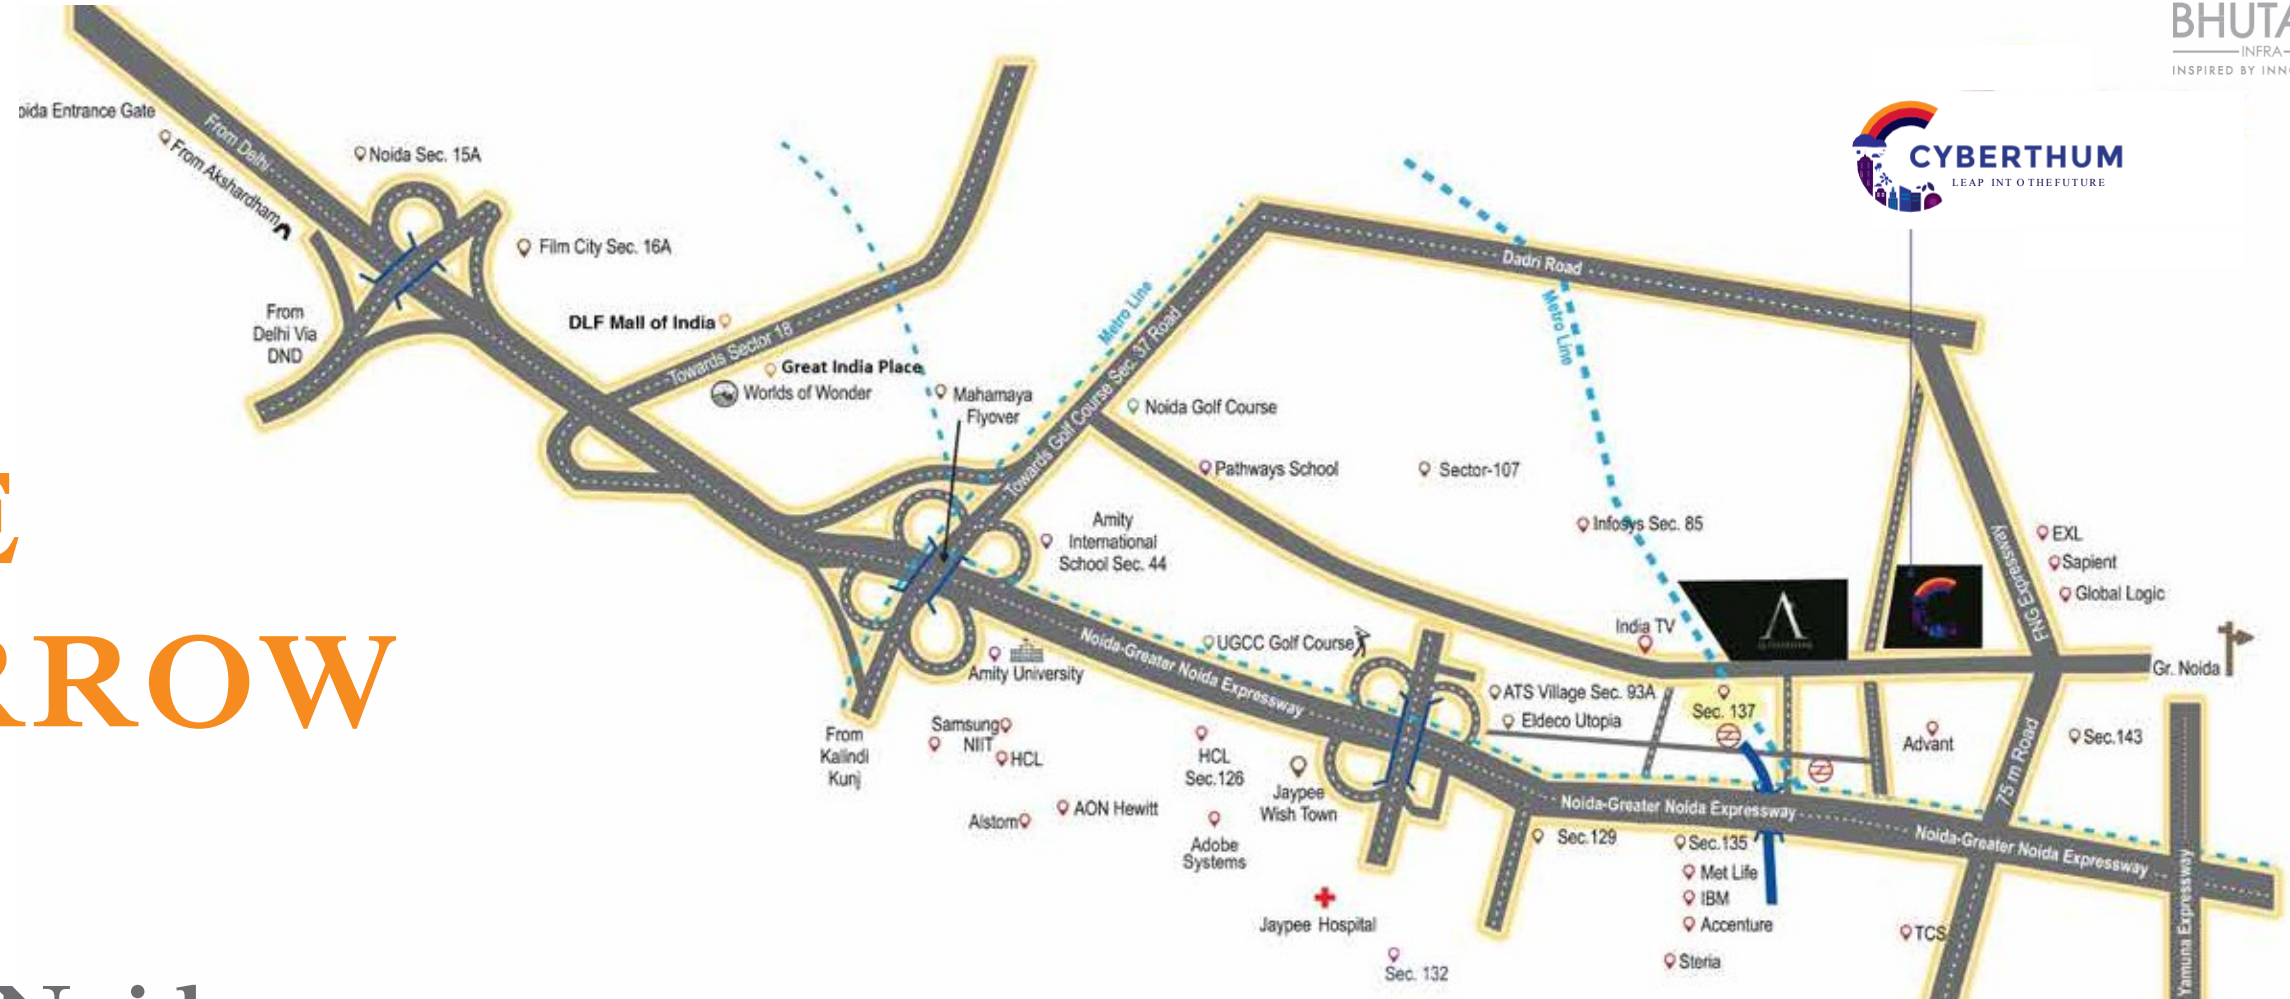 BHUTA
INFRA
INSPIRED BY INNO
CYBERTHUM
LEAP INT O THEFUTURE
oida Entrance Gate
From Delhi
From Akshardham
Noida Sec. 15A
Film City Sec. 16A
From
Delhi Via
DND
DLF Mall of India
Towards Sector 18
Great India Place
Worlds of Wonder
Mahamaya
Flyover
Metro Line
Towards Golf Course Sec. 37 Road
Dadri Road
Metro Line
Noida Golf Course
Pathways School
Sector-107
Infosys Sec. 85
Amity
International
School Sec. 44
FNG Expressway
EXL
Sapient
Global Logic
E
RROW
Amity University
Noida-Greater Noida Expressway
UGCC Golf Course
India TV
Gr. Noida
ATS Village Sec. 93A
Eldeco Utopia
Sec. 137
Advant
75 m Road
Sec.143
From
Kalindi
Kunj
Samsung
NIIT
HCL
HCL
Sec.126
Jaypee
Wish Town
Alstom
AON Hewitt
Adobe
Systems
Noida-Greater Noida Expressway
Noida-Greater Noida Expressway
Sec.129
Sec.135
Met Life
IBM
Accenture
Steria
TCS
Yamuna Expressway
Jaypee Hospital
Sec. 132
Noid